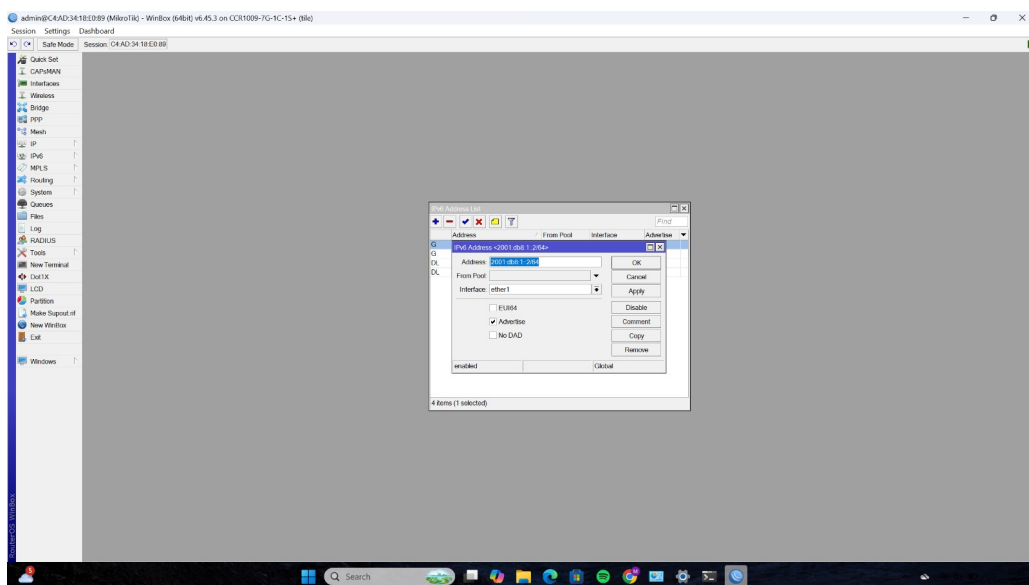 admin@C4:AD:34:18:E0:89 (MikroTik) - WinBox (64bit) v6.45.3 on CCR1009-7G-1C-1S+ (tile)
Session Settings Dashboard
Safe Mode Session: C4:AD:34:18:E0:89
Quick Set
CAPsMAN
Interfaces
Wireless
Bridge
PPP
Mesh
IP
IPv6
MPLS
Routing
System
Queues
Files
Log
RADIUS
Tools
New Terminal
Dot1X
LCD
Partition
Make Supout.rif
New WinBox
Exit
Windows
RouterOS WinBox
IPv6 Address List
Find
Address From Pool Interface Advertise
G
G
DL
DL
IPv6 Address <2001:db8:1::2/64>
Address: 2001:db8:1::2/64
From Pool:
Interface: ether1
EUI64
Advertise
No DAD
OK
Cancel
Apply
Disable
Comment
Copy
Remove
enabled Global
4 items (1 selected)
5
Search